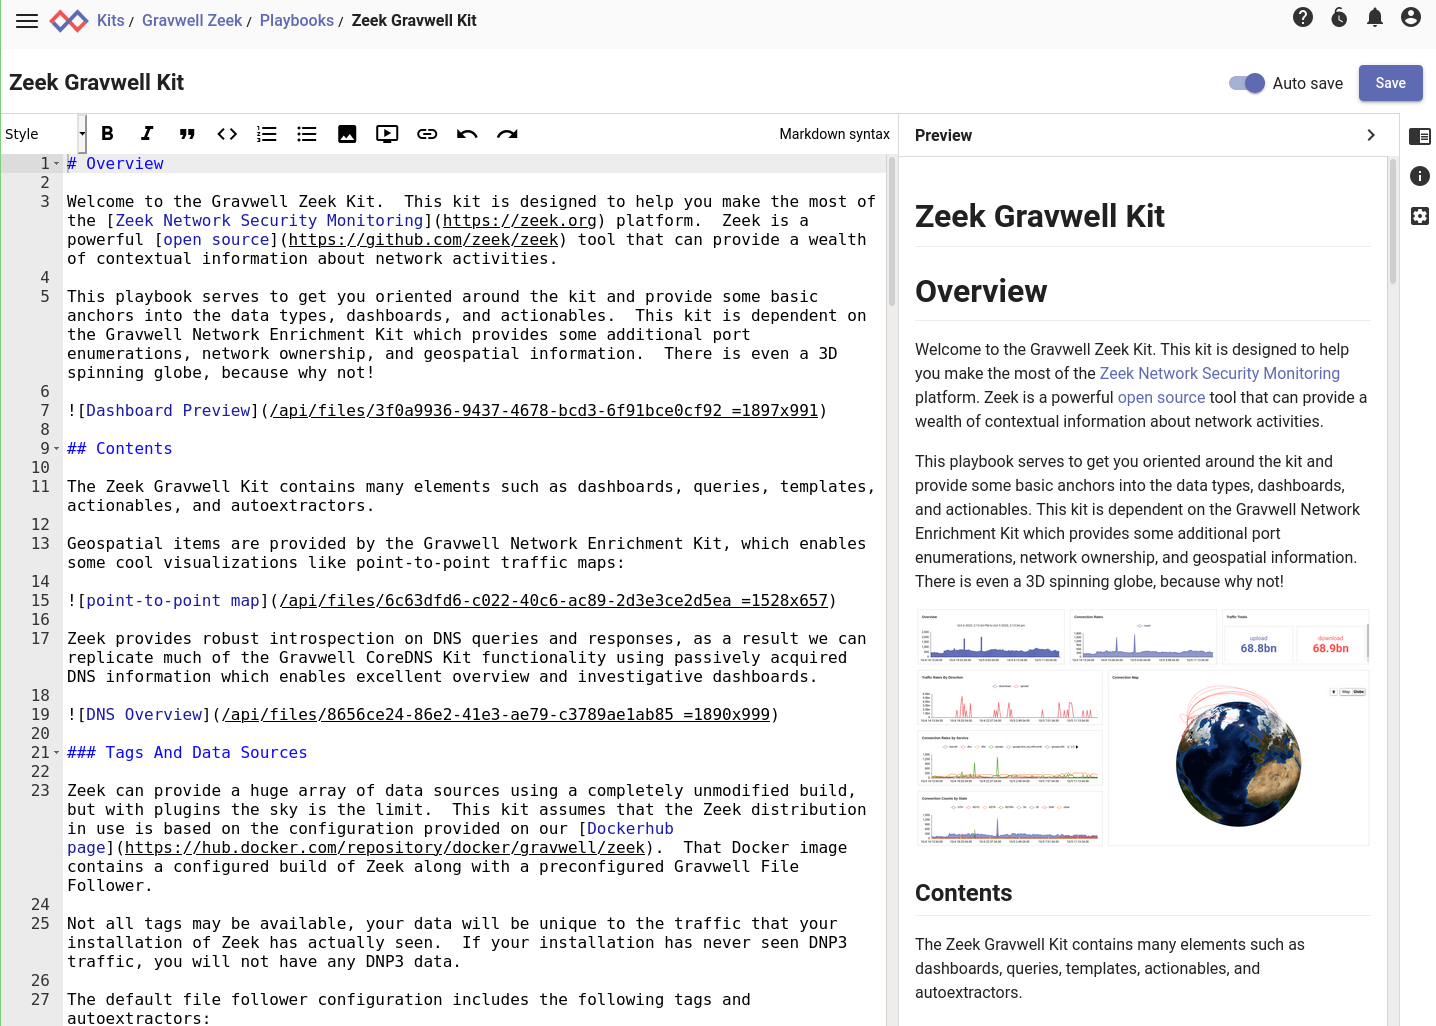 Kits / Gravwell Zeek / Playbooks / Zeek Gravwell Kit
Zeek Gravwell Kit
Auto save
Save
Style
Markdown syntax
1 # Overview
2
3 Welcome to the Gravwell Zeek Kit.  This kit is designed to help you make the most of
the [Zeek Network Security Monitoring](https://zeek.org) platform.  Zeek is a
powerful [open source](https://github.com/zeek/zeek) tool that can provide a wealth
of contextual information about network activities.
4
5 This playbook serves to get you oriented around the kit and provide some basic
anchors into the data types, dashboards, and actionables.  This kit is dependent on
the Gravwell Network Enrichment Kit which provides some additional port
enumerations, network ownership, and geospatial information.  There is even a 3D
spinning globe, because why not!
6
7 ![Dashboard Preview](/api/files/3f0a9936-9437-4678-bcd3-6f91bce0cf92 =1897x991)
8
9 ## Contents
10
11 The Zeek Gravwell Kit contains many elements such as dashboards, queries, templates,
actionables, and autoextractors.
12
13 Geospatial items are provided by the Gravwell Network Enrichment Kit, which enables
some cool visualizations like point-to-point traffic maps:
14
15 ![point-to-point map](/api/files/6c63dfd6-c022-40c6-ac89-2d3e3ce2d5ea =1528x657)
16
17 Zeek provides robust introspection on DNS queries and responses, as a result we can
replicate much of the Gravwell CoreDNS Kit functionality using passively acquired
DNS information which enables excellent overview and investigative dashboards.
18
19 ![DNS Overview](/api/files/8656ce24-86e2-41e3-ae79-c3789ae1ab85 =1890x999)
20
21 ### Tags And Data Sources
22
23 Zeek can provide a huge array of data sources using a completely unmodified build,
but with plugins the sky is the limit.  This kit assumes that the Zeek distribution
in use is based on the configuration provided on our [Dockerhub
page](https://hub.docker.com/repository/docker/gravwell/zeek).  That Docker image
contains a configured build of Zeek along with a preconfigured Gravwell File
Follower.
24
25 Not all tags may be available, your data will be unique to the traffic that your
installation of Zeek has actually seen.  If your installation has never seen DNP3
traffic, you will not have any DNP3 data.
26
27 The default file follower configuration includes the following tags and
autoextractors:
Preview
Zeek Gravwell Kit
Overview
Welcome to the Gravwell Zeek Kit. This kit is designed to help
you make the most of the Zeek Network Security Monitoring
platform. Zeek is a powerful open source tool that can provide a
wealth of contextual information about network activities.
This playbook serves to get you oriented around the kit and
provide some basic anchors into the data types, dashboards,
and actionables. This kit is dependent on the Gravwell Network
Enrichment Kit which provides some additional port
enumerations, network ownership, and geospatial information.
There is even a 3D spinning globe, because why not!
Overview
Connection Rates
Traffic Totals
upload
68.8bn
download
68.9bn
Traffic Rates By Direction
Connection Map
Map Globe
Connection Rates by Service
Connection Counts by State
Contents
The Zeek Gravwell Kit contains many elements such as
dashboards, queries, templates, actionables, and
autoextractors.